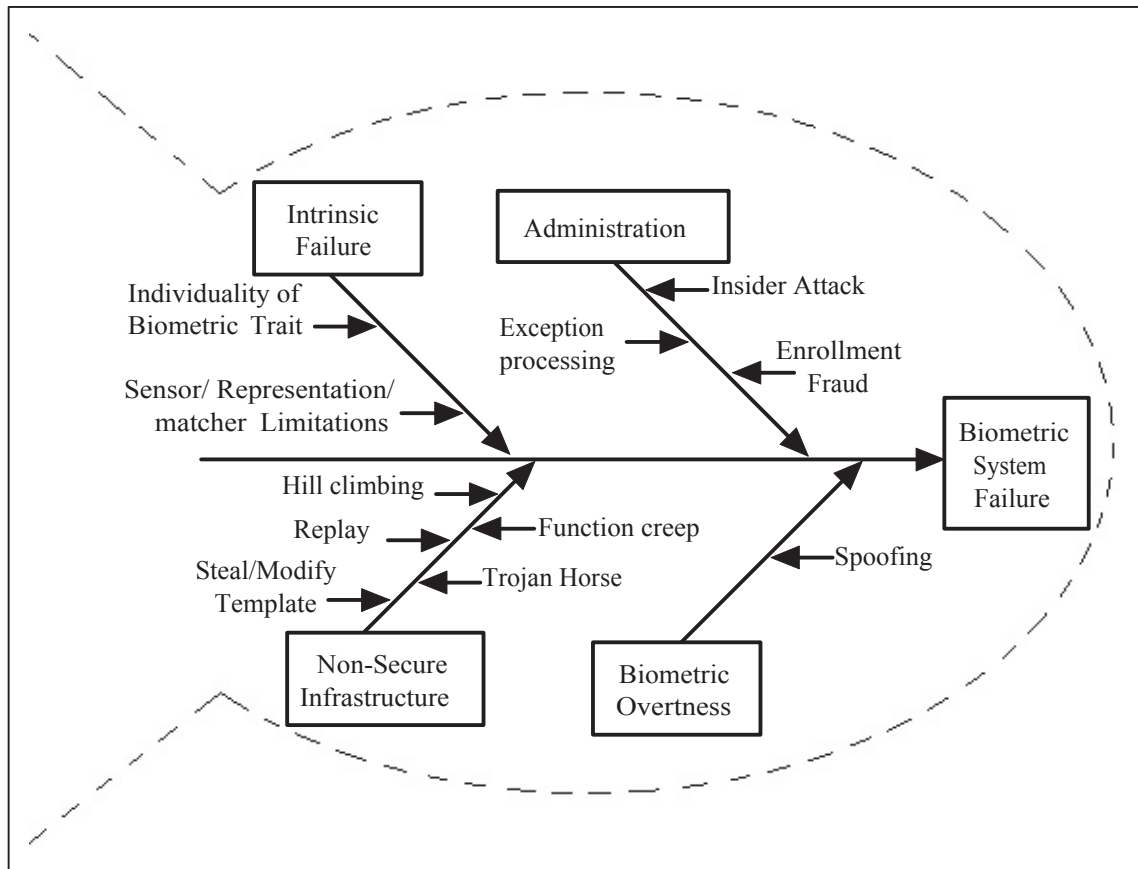 Intrinsic
Failure
Administration
Individuality of
Biometric Trait
Insider Attack
Exception
processing
Enrollment
Fraud
Sensor/ Representation/
matcher Limitations
Biometric
System
Failure
Hill climbing
Replay
Function creep
Spoofing
Steal/Modify
Template
Trojan Horse
Non-Secure
Infrastructure
Biometric
Overtness